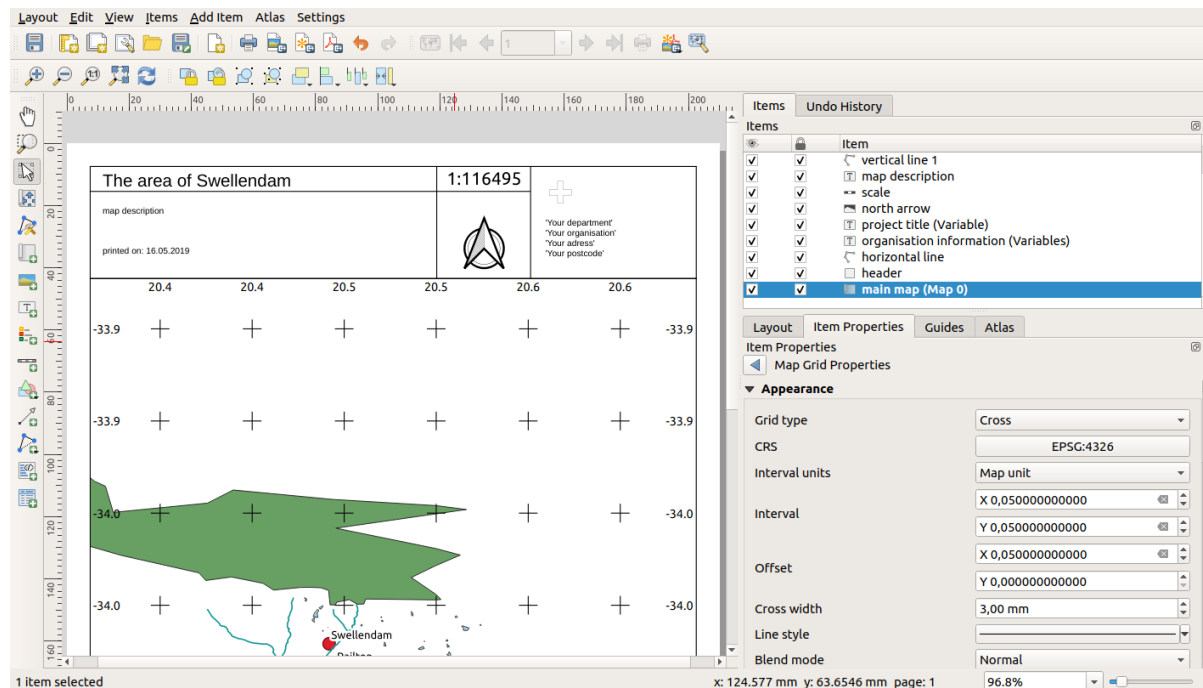 Layout Edit View Items Add Item Atlas Settings
1
0 20 40 60 80 100 120 140 160 180 200
Items Undo History
Items
Item
vertical line 1
map description
scale
north arrow
project title (Variable)
organisation information (Variables)
horizontal line
header
main map (Map 0)
Layout Item Properties Guides Atlas
Item Properties
Map Grid Properties
Appearance
Grid type Cross
CRS EPSG:4326
Interval units Map unit
Interval
X 0,050000000000
Y 0,050000000000
Offset
X 0,050000000000
Y 0,000000000000
Cross width 3,00 mm
Line style
Blend mode Normal
0 20 40 60 80 100 120 140 160
The area of Swellendam
1:116495
map description
printed on: 16.05.2019
'Your department'
'Your organisation'
'Your adress'
'Your postcode'
20.4 20.4 20.5 20.5 20.6 20.6
-33.9 -33.9
-33.9 -33.9
-34.0 -34.0
-34.0 -34.0
Swellendam
1 item selected
x: 124.577 mm y: 63.6546 mm page: 1
96.8%